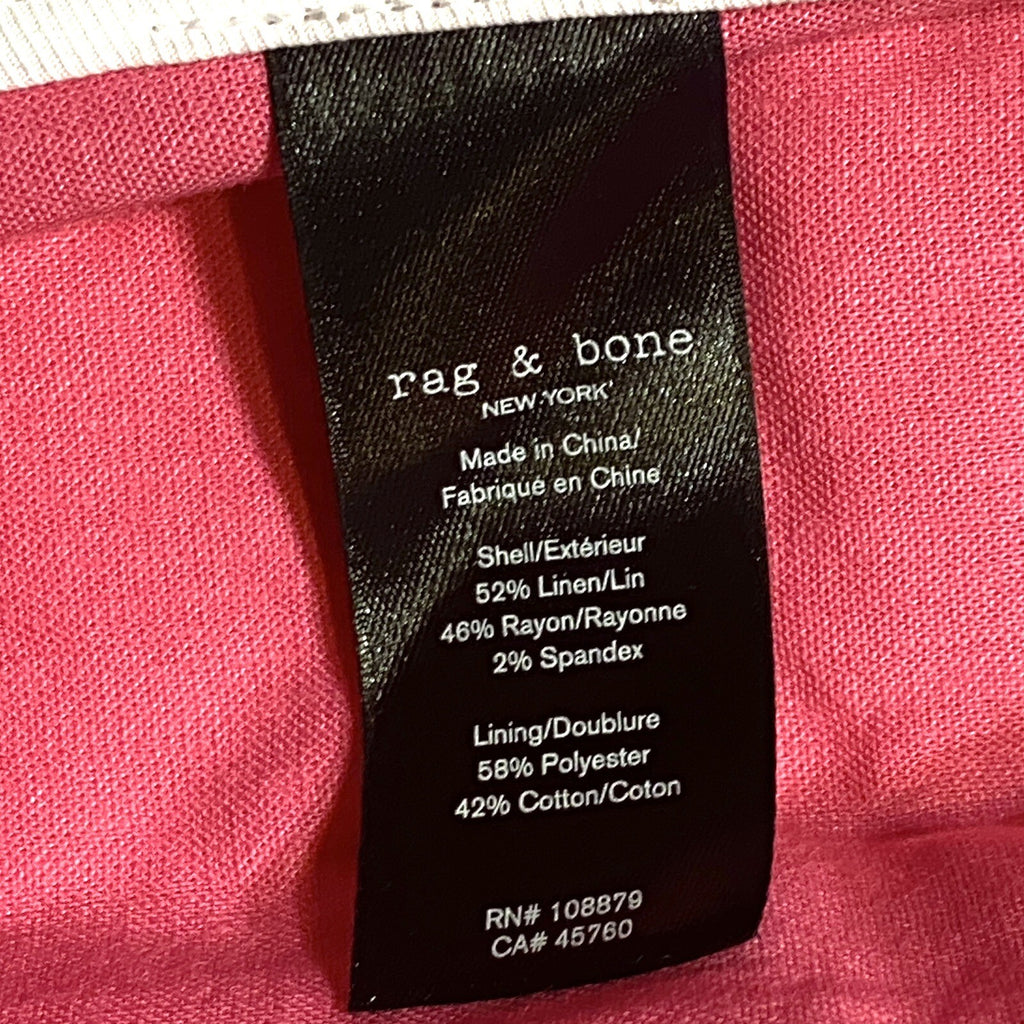 rag & bone
NEW YORK
Made in China/
Fabriqué en Chine
Shell/Extérieur
52% Linen/Lin
46% Rayon/Rayonne
2% Spandex
Lining/Doublure
58% Polyester
42% Cotton/Coton
RN# 108879
CA# 45760